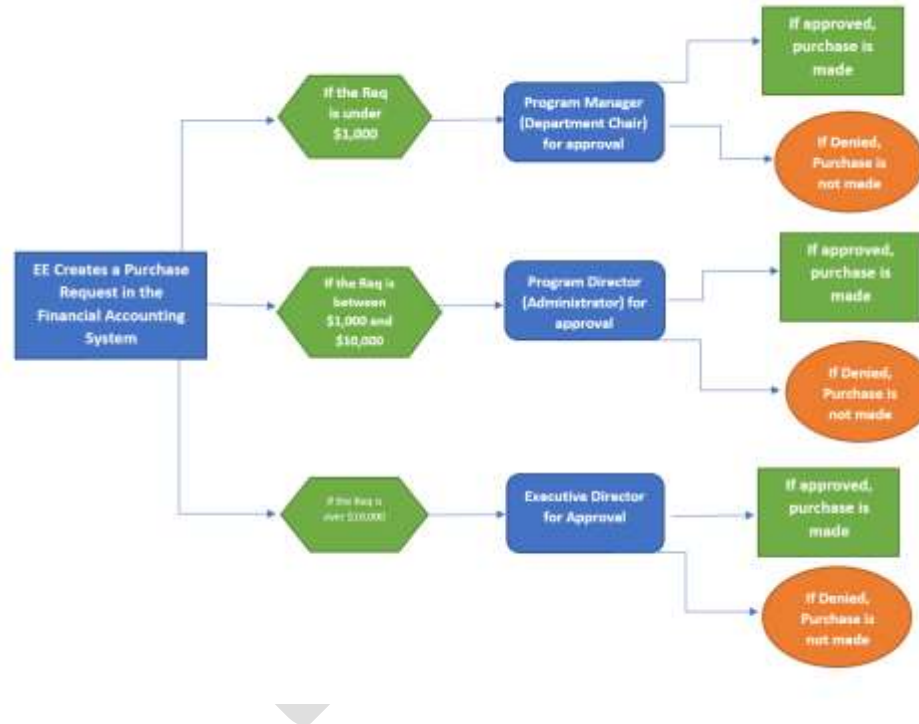 EE Creates a Purchase
Request in the
Financial Accounting
System
If the Req
is under
$1,000
Program Manager
(Department Chair)
for approval
If approved,
purchase is
made
If Denied,
Purchase is
not made
If the Req is
between
$1,000 and
$10,000
Program Director
(Administrator) for
approval
If approved,
purchase is
made
If Denied,
Purchase is
not made
If the Req is
over $10,000
Executive Director
for Approval
If approved,
purchase is
made
If Denied,
Purchase is
not made